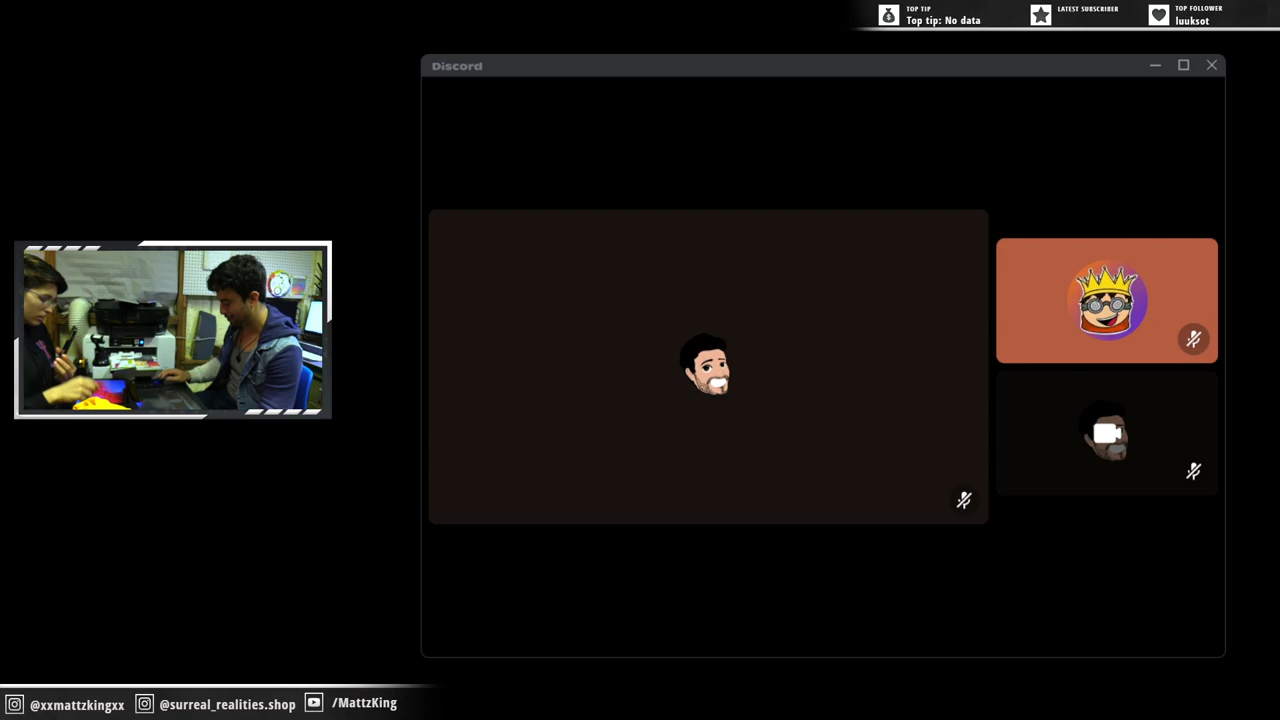 TOP TIP
Top tip: No data
LATEST SUBSCRIBER
TOP FOLLOWER
luuksot
Discord
@xxmattzkingxx
@surreal_realities.shop
/MattzKing